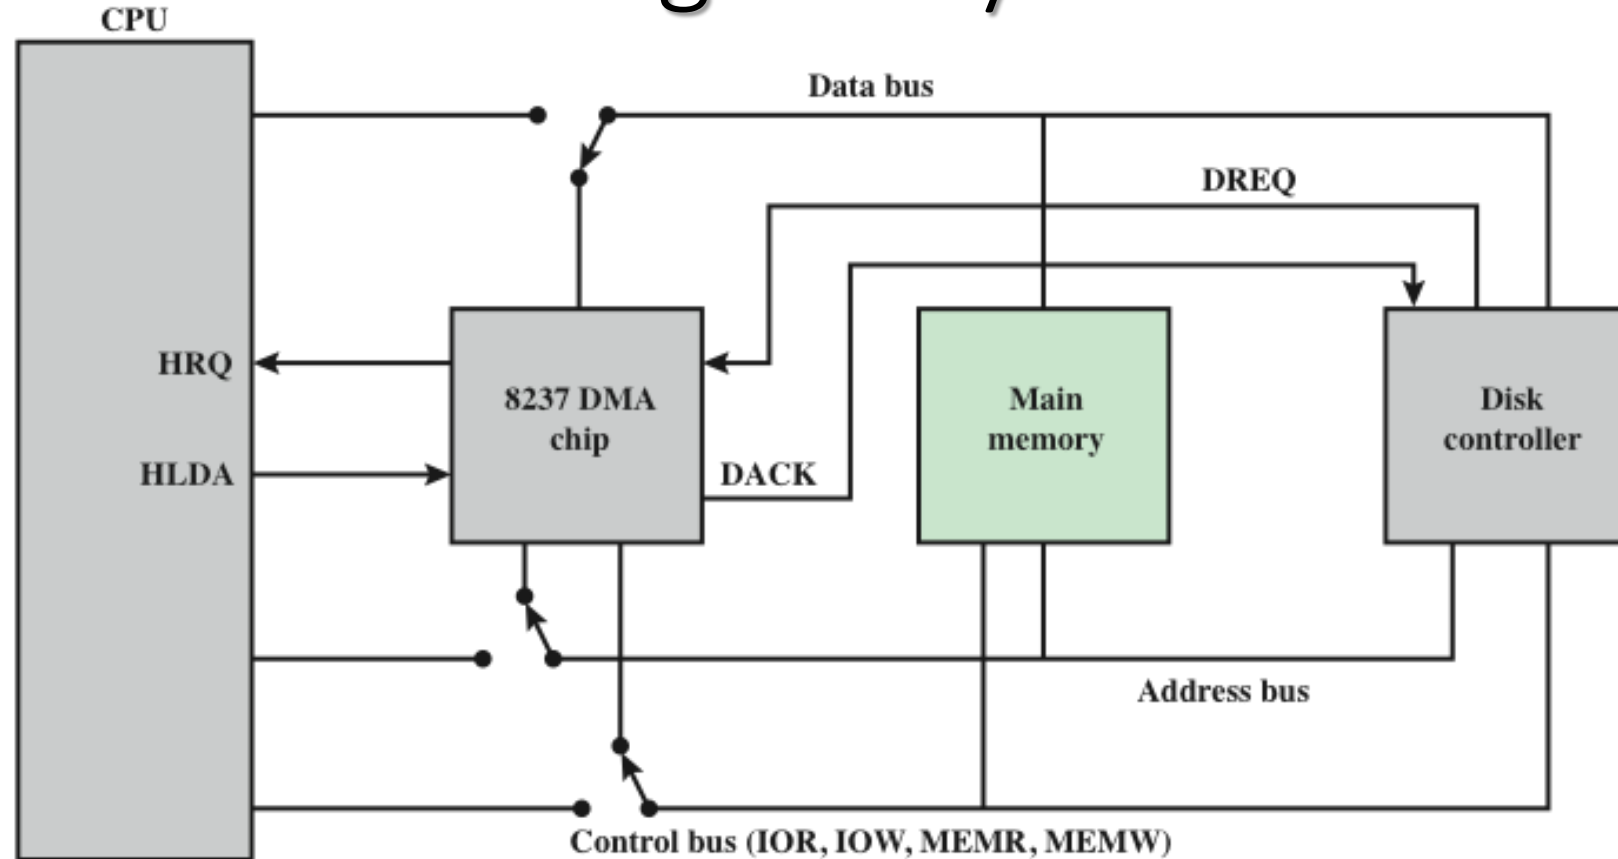 CPU
Data bus
DREQ
HRQ
8237 DMA
chip
Main
memory
Disk
controller
HLDA
DACK
Address bus
Control bus (IOR, IOW, MEMR, MEMW)